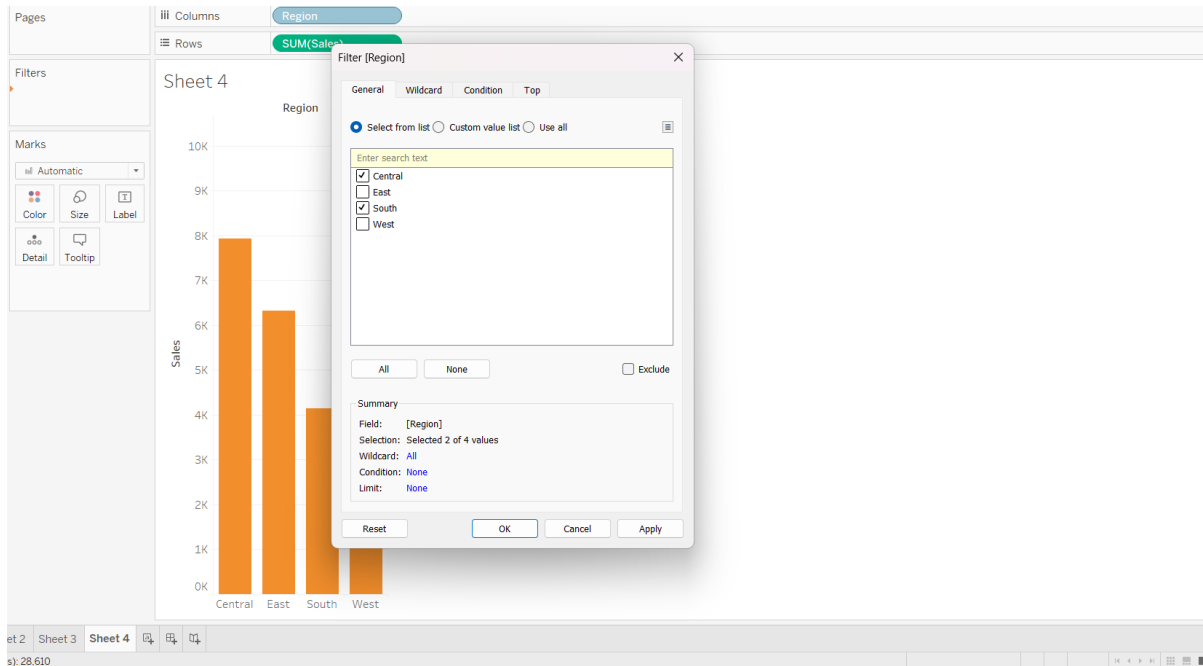 Pages
Columns
Region
Rows
SUM(Sales)
Filters
Marks
Automatic
Color
Size
Label
Detail
Tooltip
Sheet 4
Region
10K
9K
8K
7K
6K
5K
4K
3K
2K
1K
0K
Sales
Central East South West
Filter [Region]
General Wildcard Condition Top
Select from list Custom value list Use all
Enter search text
Central
East
South
West
All None Exclude
Summary
Field: [Region]
Selection: Selected 2 of 4 values
Wildcard: All
Condition: None
Limit: None
Reset OK Cancel Apply
et 2 Sheet 3 Sheet 4
s): 28,610